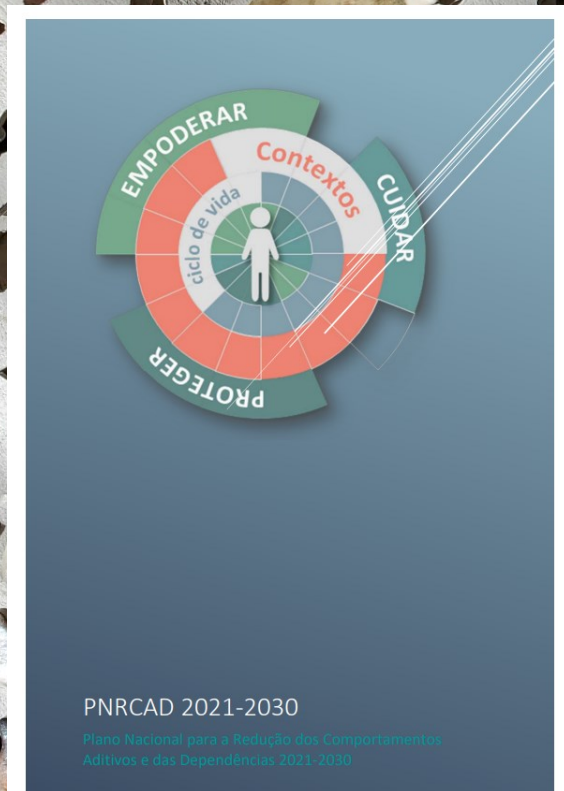 EMPODERAR
Contextos
CUIDAR
ciclo de vida
PROTEGER
PNRCAD 2021-2030
Plano Nacional para a Redução dos Comportamentos
Aditivos e das Dependências 2021-2030